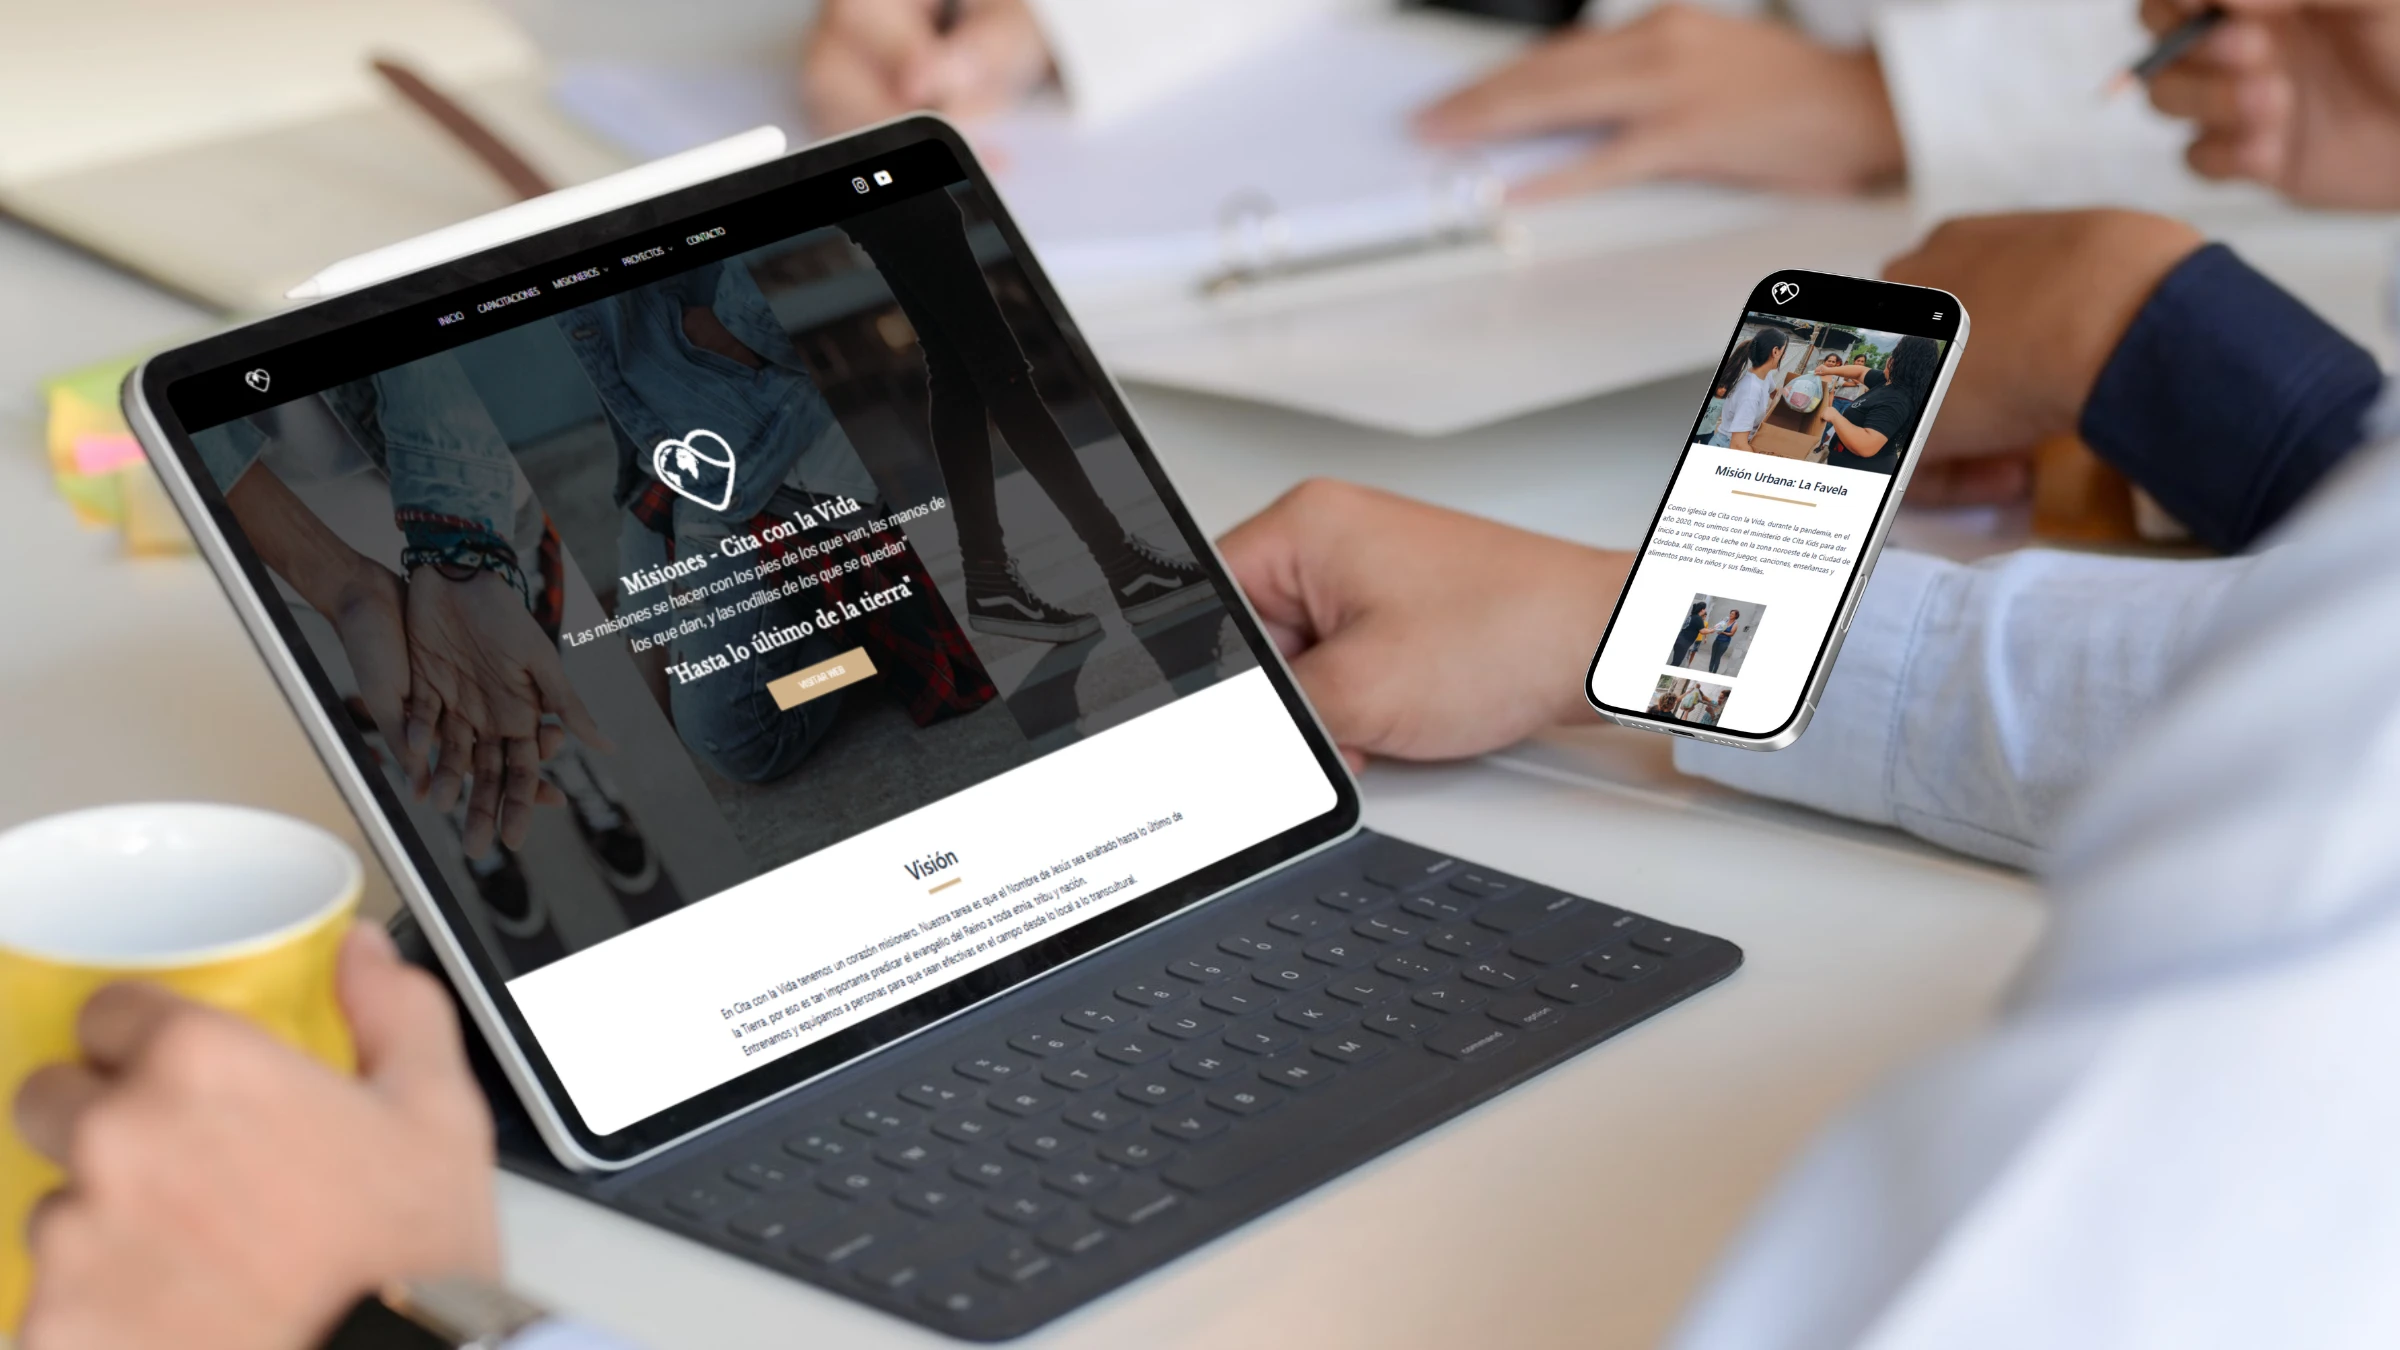 INICIO CAPACITACIONES MISIONEROS PROYECTOS CONTACTO
Misiones - Cita con la Vida
"Las misiones se hacen con los pies de los que van, las manos de
los que dan, y las rodillas de los que se quedan"
"Hasta lo último de la tierra"
VISITAR WEB
Visión
En Cita con la Vida tenemos un corazón misionero. Nuestra tarea es que el Nombre de Jesús sea exaltado hasta lo último de
la Tierra, por eso es tan importante predicar el evangelio del Reino a toda etnia, tribu y nación.
Entrenamos y equipamos a personas para que sean efectivas en el campo desde lo local a lo transcultural.
Misión Urbana: La Favela
Como iglesia de Cita con la Vida, durante la pandemia, en el
año 2020, nos unimos con el ministerio de Cita Kids para dar
inicio a una Copa de Leche en la zona noroeste de la Ciudad de
Córdoba. Allí, compartimos juegos, canciones, enseñanzas y
alimentos para los niños y sus familias.
command
option